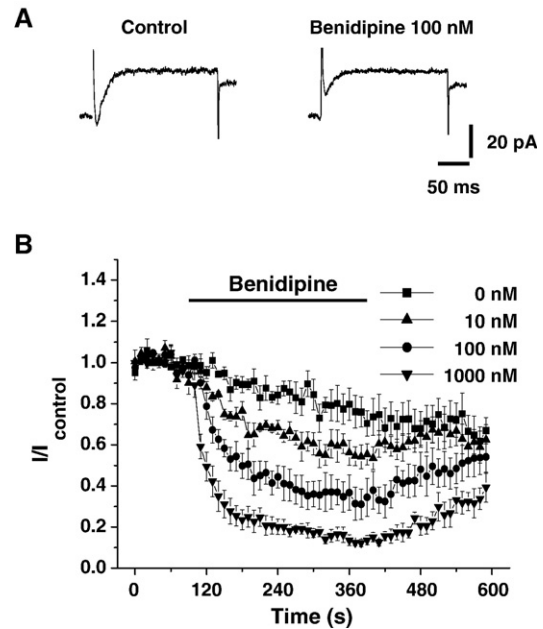 A
Control
Benidipine 100 nM
20 pA
50 ms
B
1.4
1.2
1.0
0.8
0.6
0.4
0.2
0.0
I/I control
Benidipine
0 nM
10 nM
100 nM
1000 nM
0 120 240 360 480 600
Time (s)